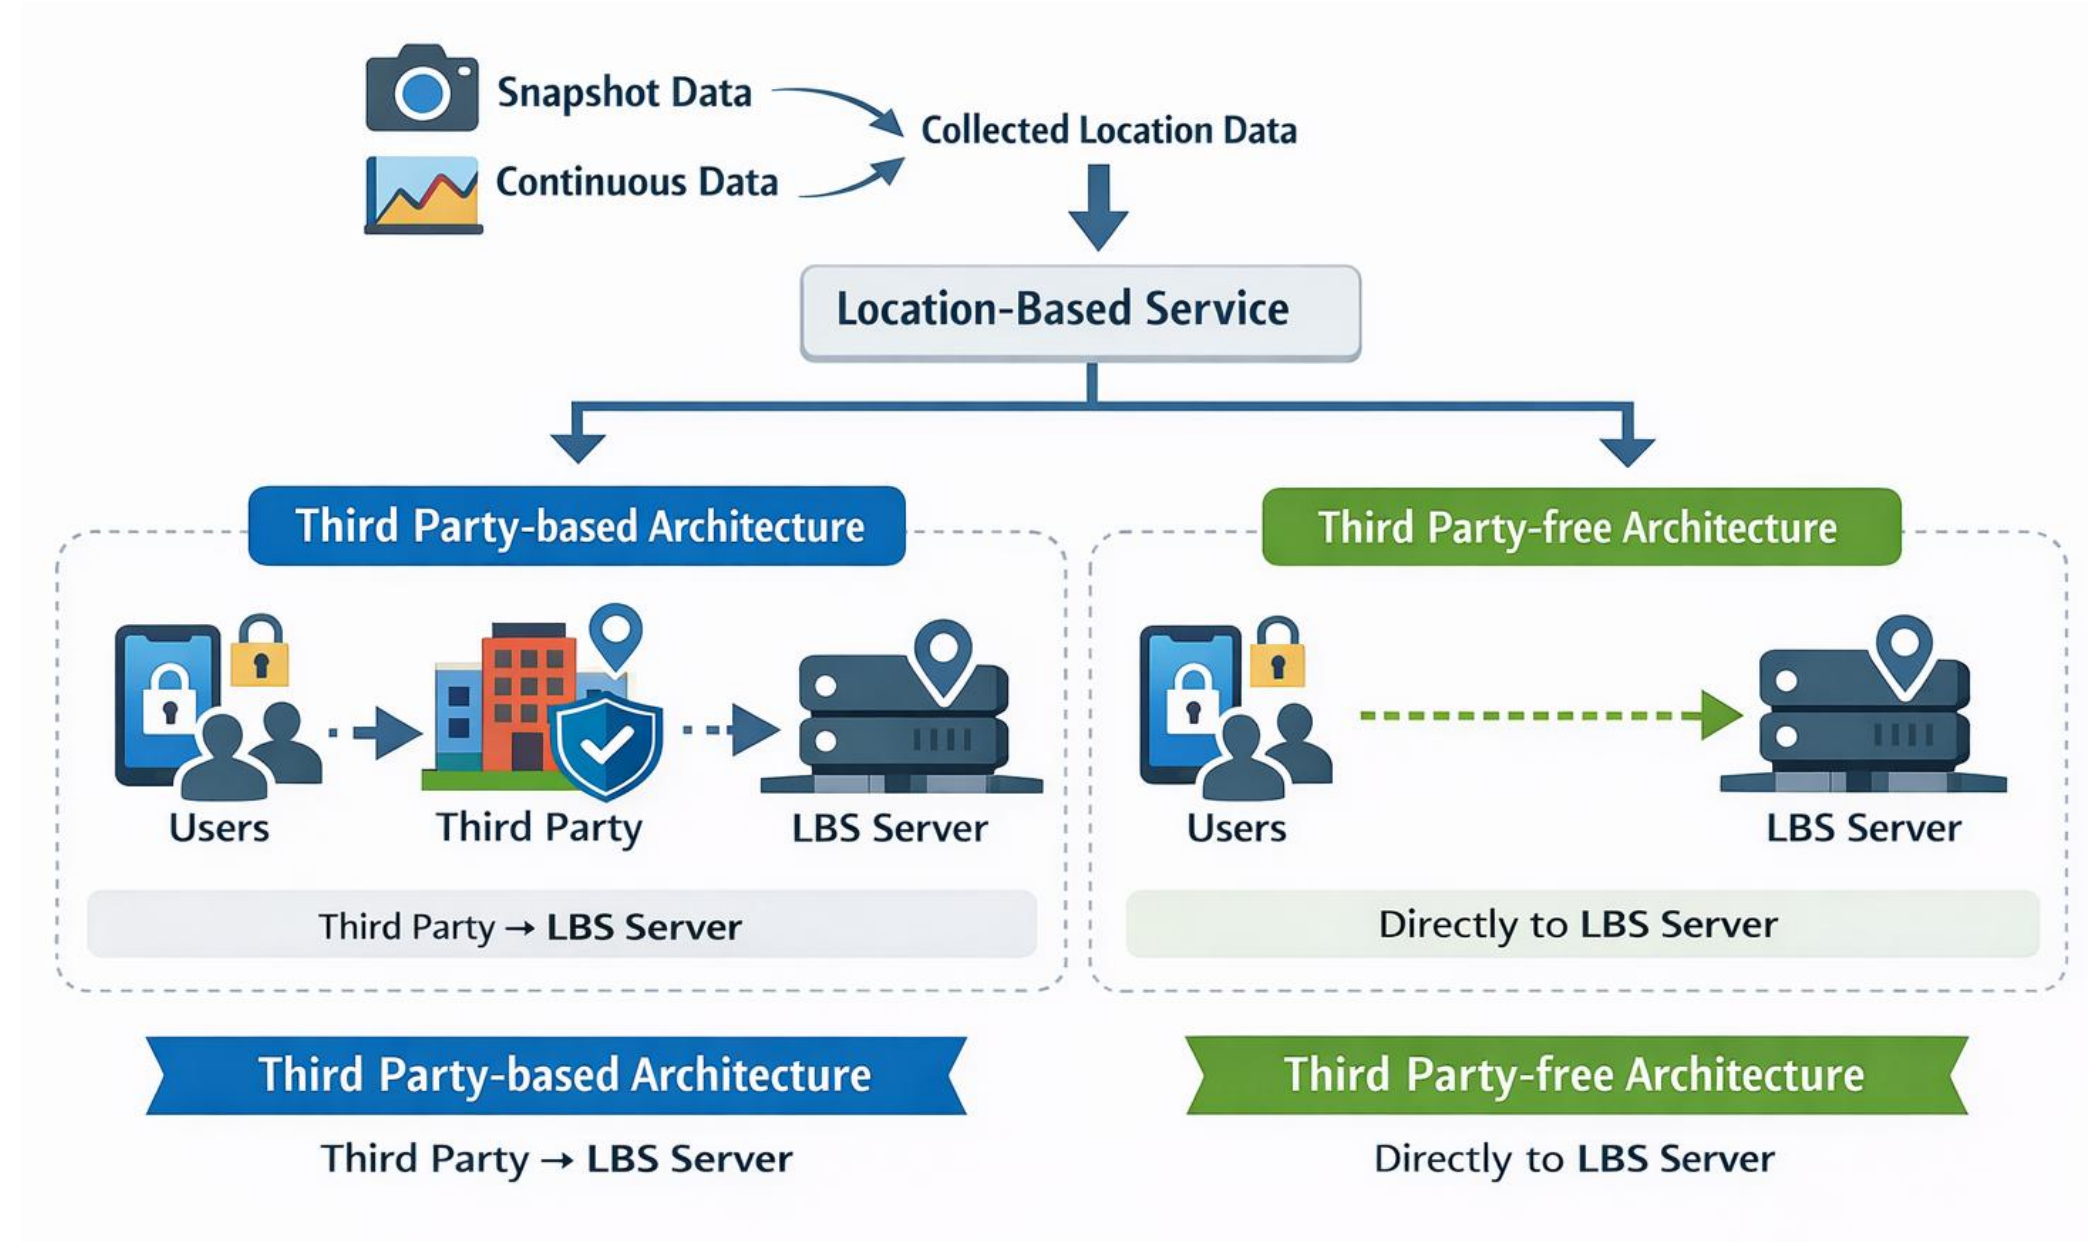 Snapshot Data
Continuous Data
Collected Location Data
Location-Based Service
Third Party-based Architecture
Users
Third Party
LBS Server
Third Party → LBS Server
Third Party-free Architecture
Users
LBS Server
Directly to LBS Server
Third Party-based Architecture
Third Party → LBS Server
Third Party-free Architecture
Directly to LBS Server